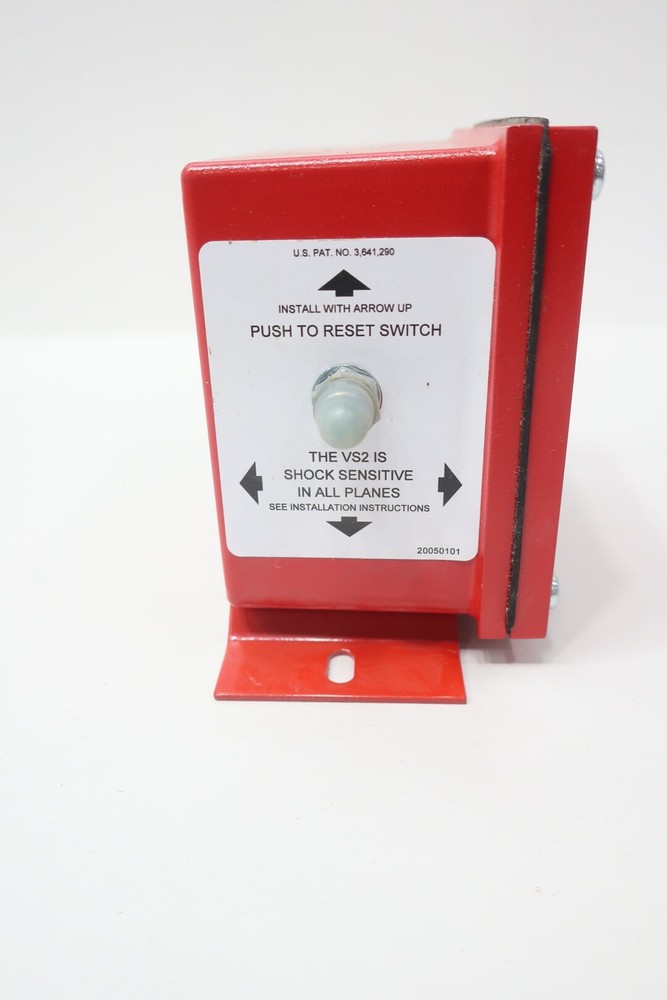 U.S. PAT. NO. 3,641,290
INSTALL WITH ARROW UP
PUSH TO RESET SWITCH
THE VS2 IS
SHOCK SENSITIVE
IN ALL PLANES
SEE INSTALLATION INSTRUCTIONS
20050101